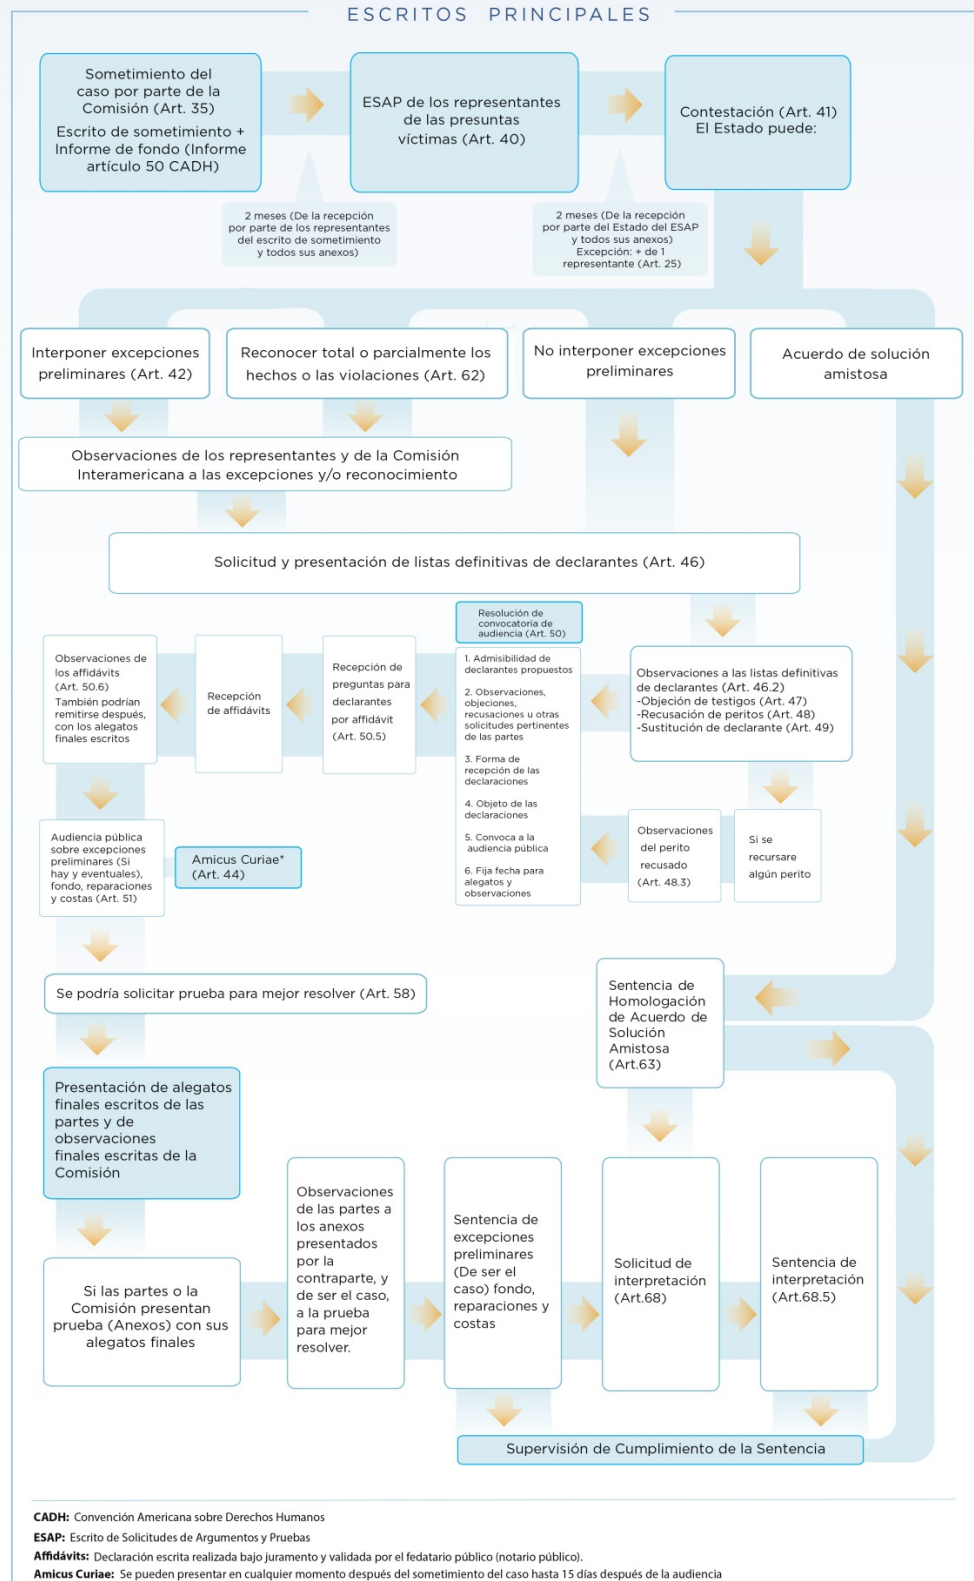 ESCRITOS PRINCIPALES
Sometimiento del
caso por parte de la
Comisión (Art. 35)
Escrito de sometimiento +
Informe de fondo (Informe
artículo 50 CADH)
ESAP de los representantes
de las presuntas
víctimas (Art. 40)
Contestación (Art. 41)
El Estado puede:
2 meses (De la recepción
por parte de los representantes
del escrito de sometimiento
y todos sus anexos)
2 meses (De la recepción
por parte del Estado del ESAP
y todos sus anexos)
Excepción: + de 1
representante (Art. 25)
Interponer excepciones
preliminares (Art. 42)
Reconocer total o parcialmente los
hechos o las violaciones (Art. 62)
No interponer excepciones
preliminares
Acuerdo de solución
amistosa
Observaciones de los representantes y de la Comisión
Interamericana a las excepciones y/o reconocimiento
Solicitud y presentación de listas definitivas de declarantes (Art. 46)
Observaciones a las listas definitivas
de declarantes (Art. 46.2)
-Objeción de testigos (Art. 47)
-Recusación de peritos (Art. 48)
-Sustitución de declarante (Art. 49)
Si se
recursare
algún perito
Observaciones
del perito
recusado
(Art. 48.3)
Resolución de
convocatoria de
audiencia (Art. 50)
1. Admisibilidad de
declarantes propuestos
2. Observaciones,
objeciones,
recusaciones u otras
solicitudes pertinentes
de las partes
3. Forma de
recepción de las
declaraciones
4. Objeto de las
declaraciones
5. Convoca a la
audiencia pública
6. Fija fecha para
alegatos y
observaciones
Recepción de
preguntas para
declarantes
por affidávit
(Art. 50.5)
Recepción
de affidávits
Observaciones de
los affidávits
(Art. 50.6)
También podrían
remitirse después,
con los alegatos
finales escritos
Audiencia pública
sobre excepciones
preliminares (Si
hay y eventuales),
fondo, reparaciones
y costas (Art. 51)
Amicus Curiae*
(Art. 44)
Se podría solicitar prueba para mejor resolver (Art. 58)
Sentencia de
Homologación
de Acuerdo de
Solución
Amistosa
(Art.63)
Presentación de alegatos
finales escritos de las
partes y de
observaciones
finales escritas de la
Comisión
Si las partes o la
Comisión presentan
prueba (Anexos) con sus
alegatos finales
Observaciones
de las partes a
los anexos
presentados
por la
contraparte, y
de ser el caso,
a la prueba
para mejor
resolver.
Sentencia de
excepciones
preliminares
(De ser el
caso) fondo,
reparaciones y
costas
Solicitud de
interpretación
(Art.68)
Sentencia de
interpretación
(Art.68.5)
Supervisión de Cumplimiento de la Sentencia
CADH: Convención Americana sobre Derechos Humanos
ESAP: Escrito de Solicitudes de Argumentos y Pruebas
Affidávits: Declaración escrita realizada bajo juramento y validada por el fedatario público (notario público).
Amicus Curiae: Se pueden presentar en cualquier momento después del sometimiento del caso hasta 15 días después de la audiencia